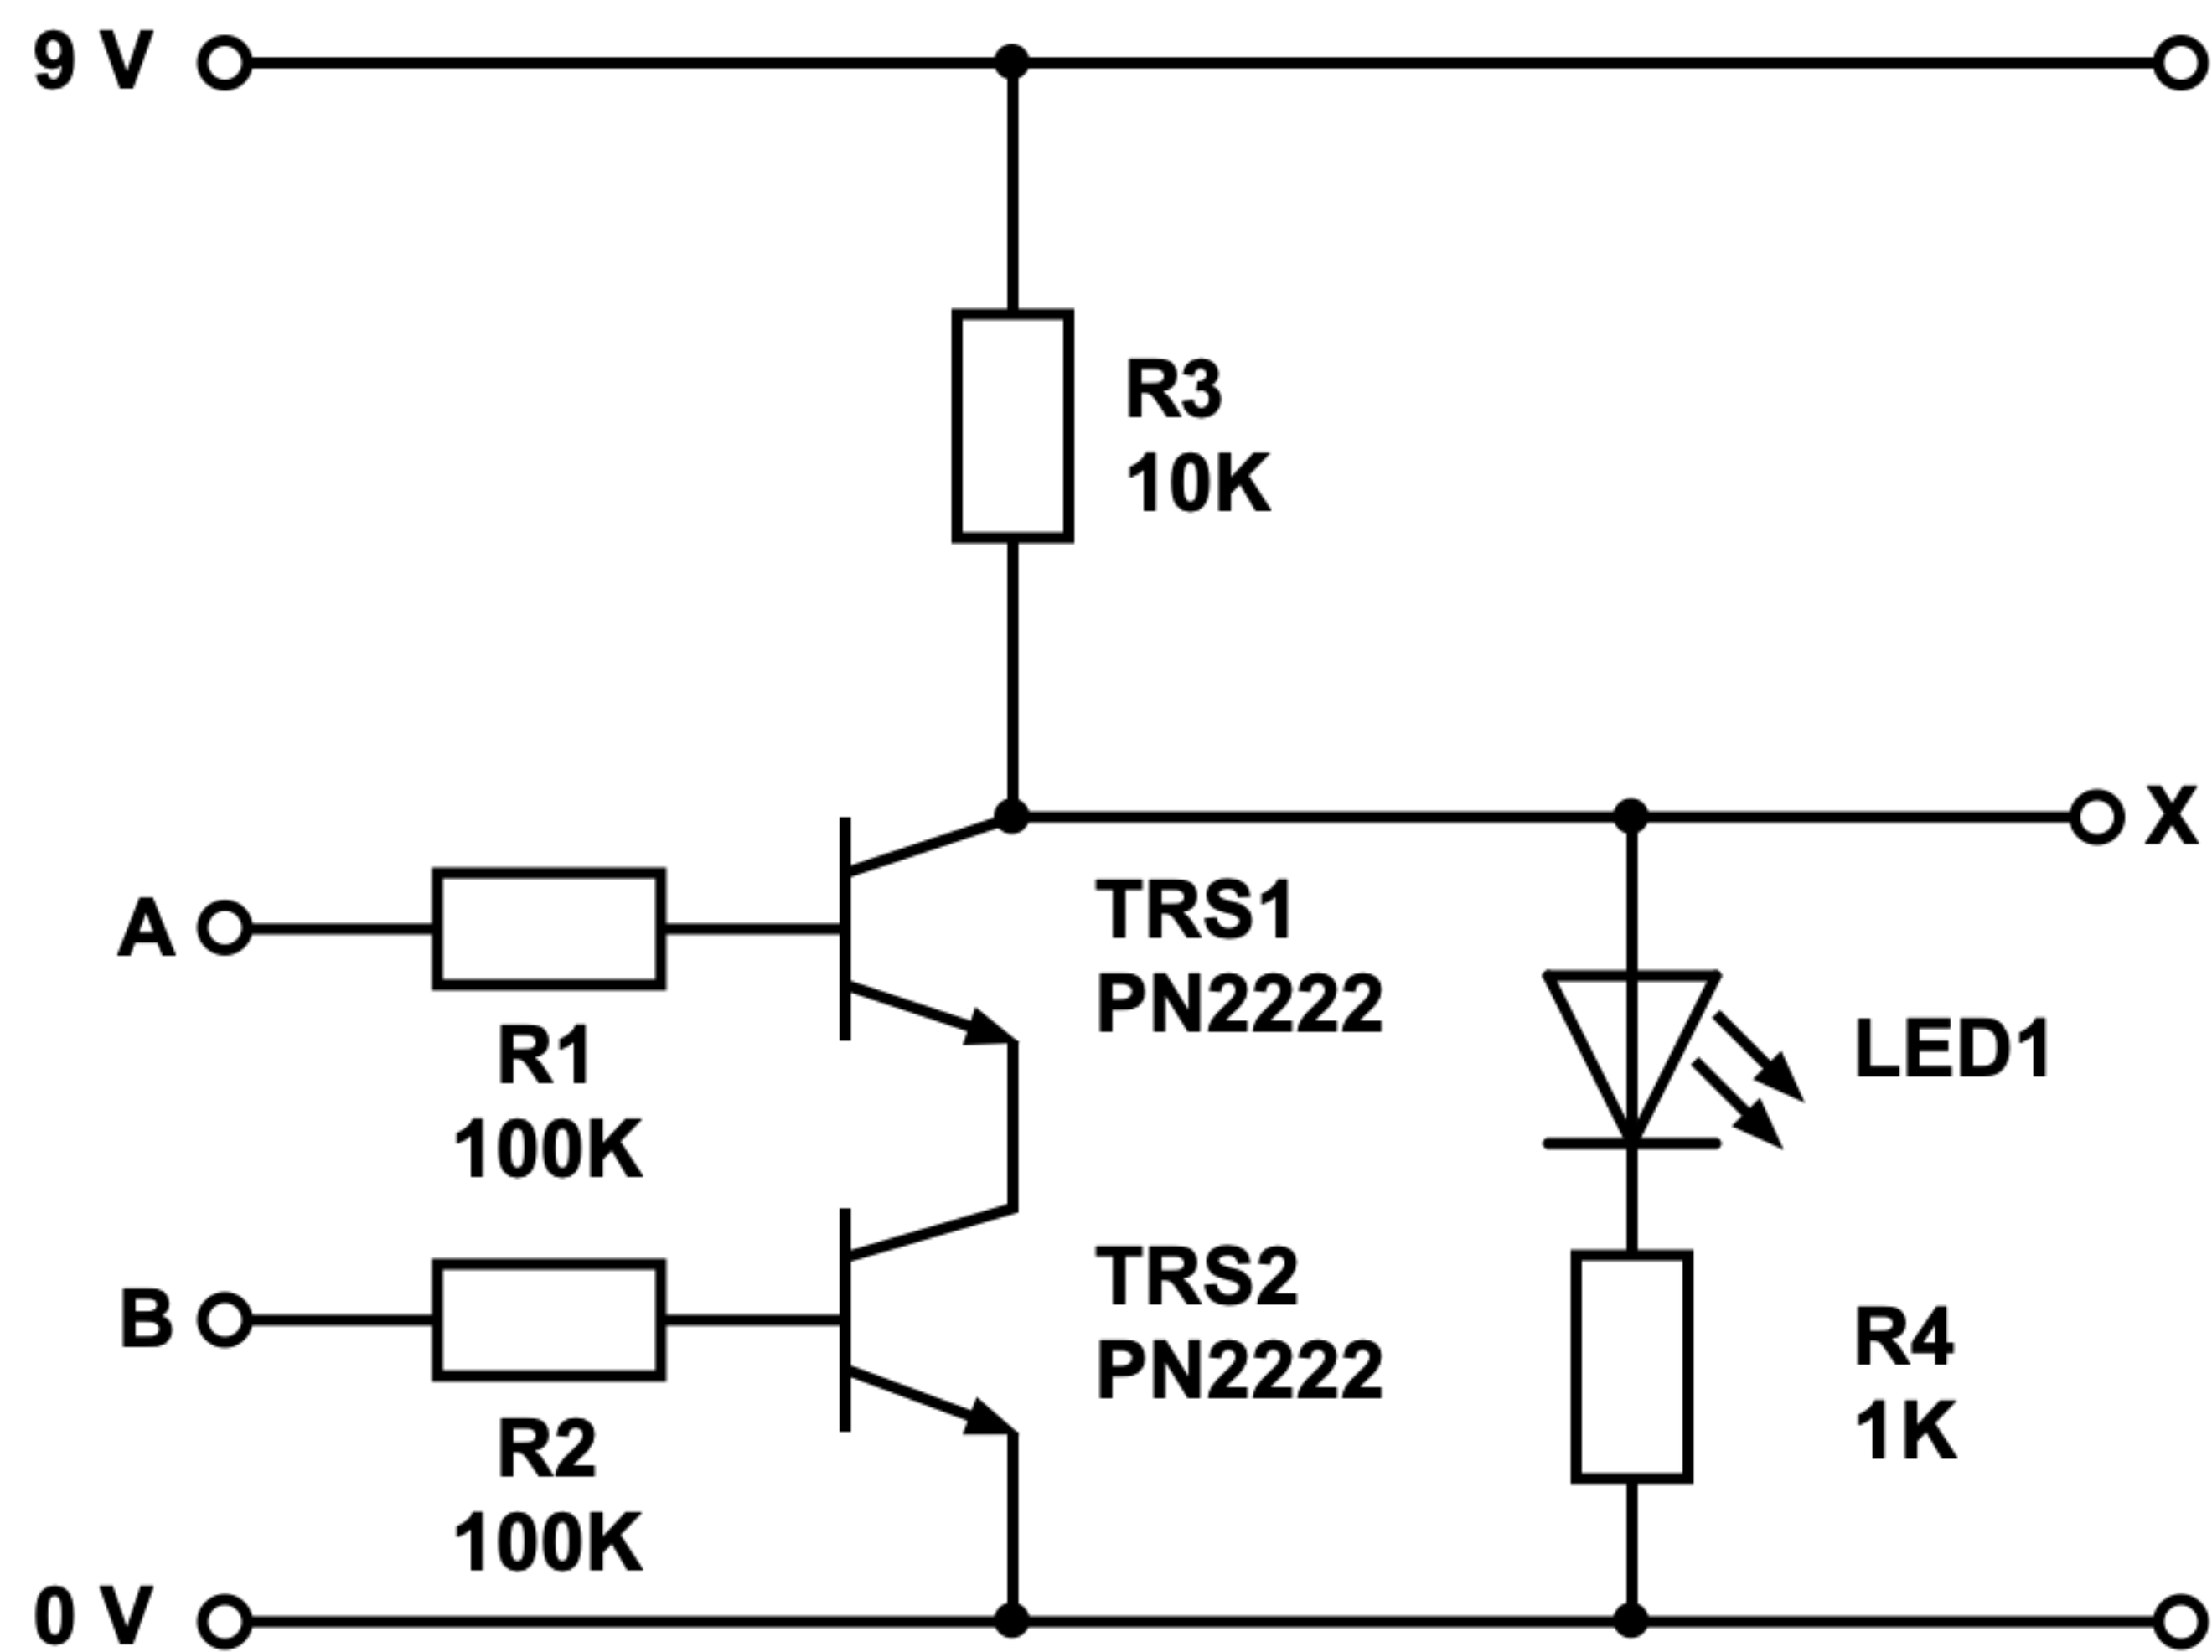 9 V
R3
10K
X
A
TRS1
PN2222
R1
100K
LED1
B
TRS2
PN2222
R4
1K
R2
100K
0 V